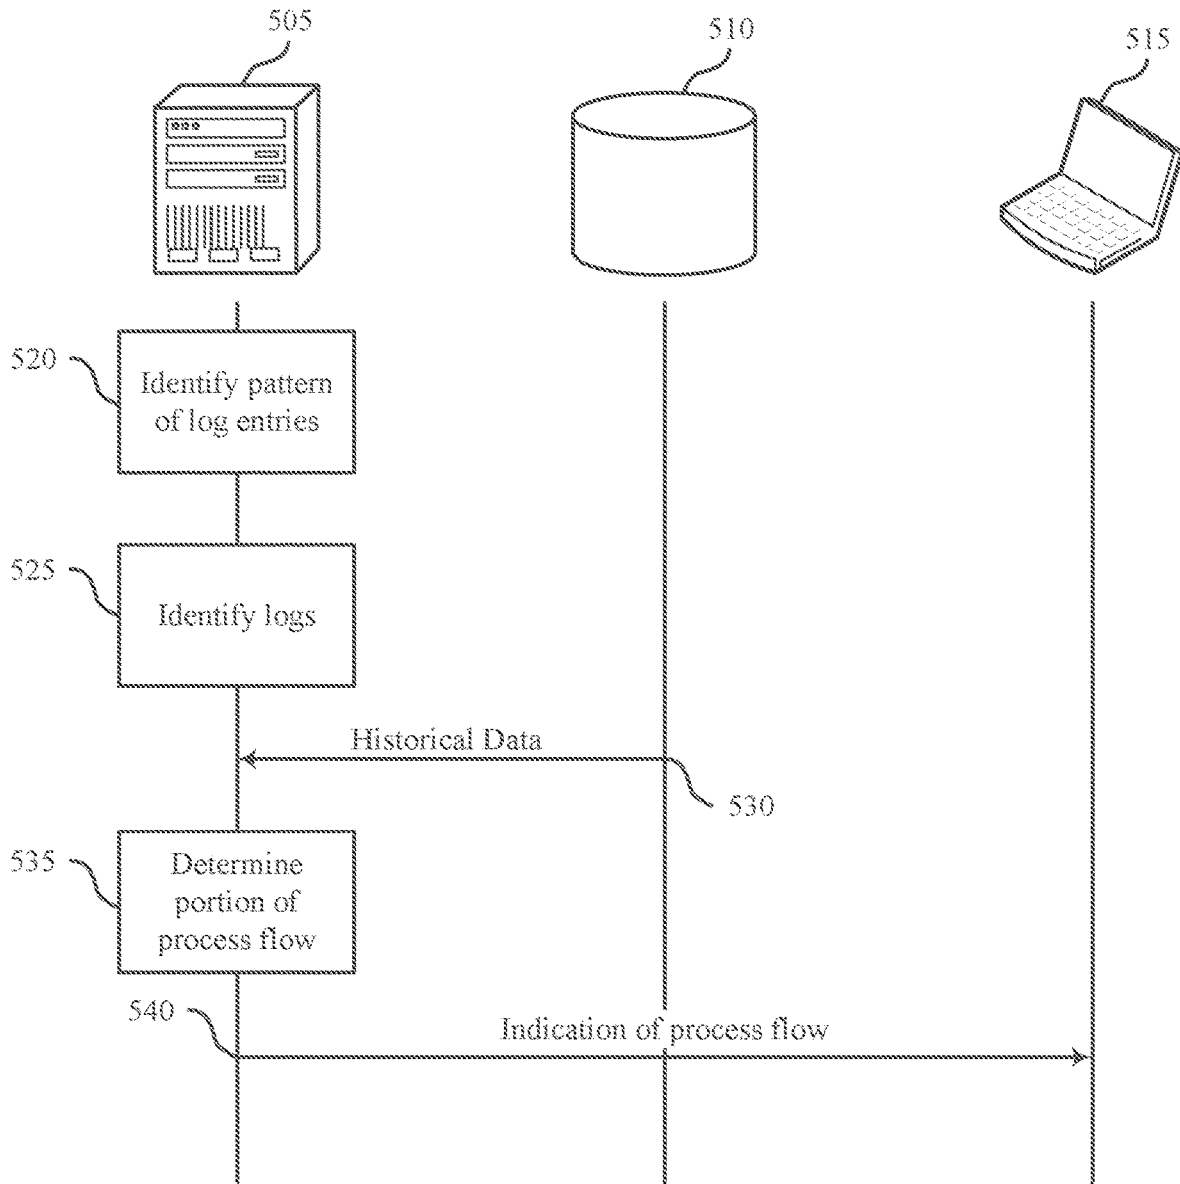 505
510
515
520
Identify pattern
of log entries
525
Identify logs
Historical Data
530
535
Determine
portion of
process flow
540
Indication of process flow